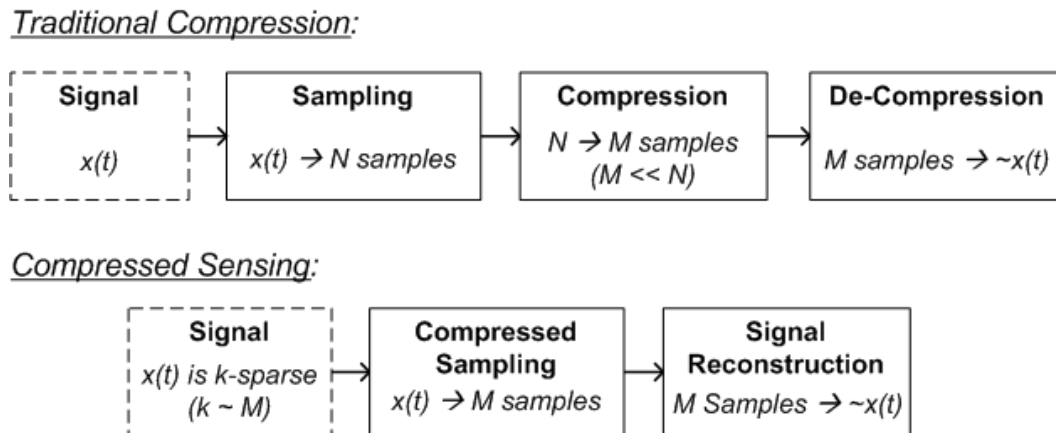 Traditional Compression:
Signal
x(t)
Sampling
x(t) → N samples
Compression
N → M samples
(M << N)
De-Compression
M samples → ~x(t)
Compressed Sensing:
Signal
x(t) is k-sparse
(k ~ M)
Compressed
Sampling
x(t) → M samples
Signal
Reconstruction
M Samples → ~x(t)